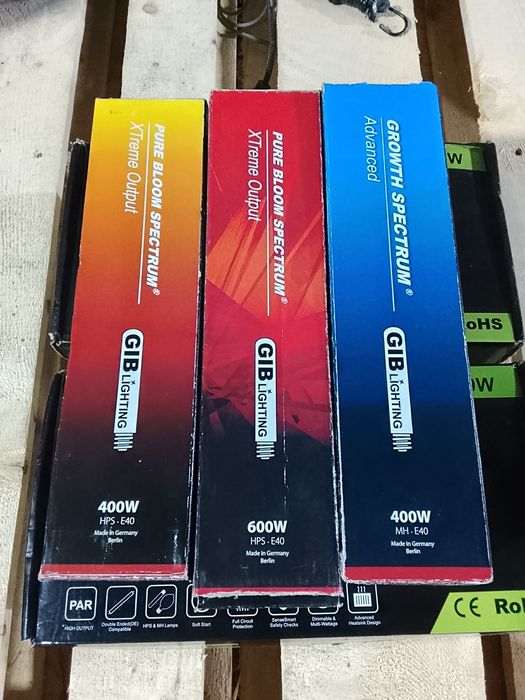 PURE BLOOM SPECTRUM®
XTreme Output
GIB LIGHTING
400W
HPS - E40
Made in Germany
Berlin
PURE BLOOM SPECTRUM®
XTreme Output
GIB LIGHTING
600W
HPS - E40
Made in Germany
Berlin
GROWTH SPECTRUM®
Advanced
GIB LIGHTING
400W
MH - E40
Made in Germany
Berlin
W
oHS
0W
PAR
HIGH OUTPUT
Double Ended(DE)
Compatible
HPS & MH Lamps
Soft Start
Full Circuit
Protection
SenseSmart
Safety Checks
Dimmable &
Multi-Wattage
Advanced
Heatsink Design
CE Ro